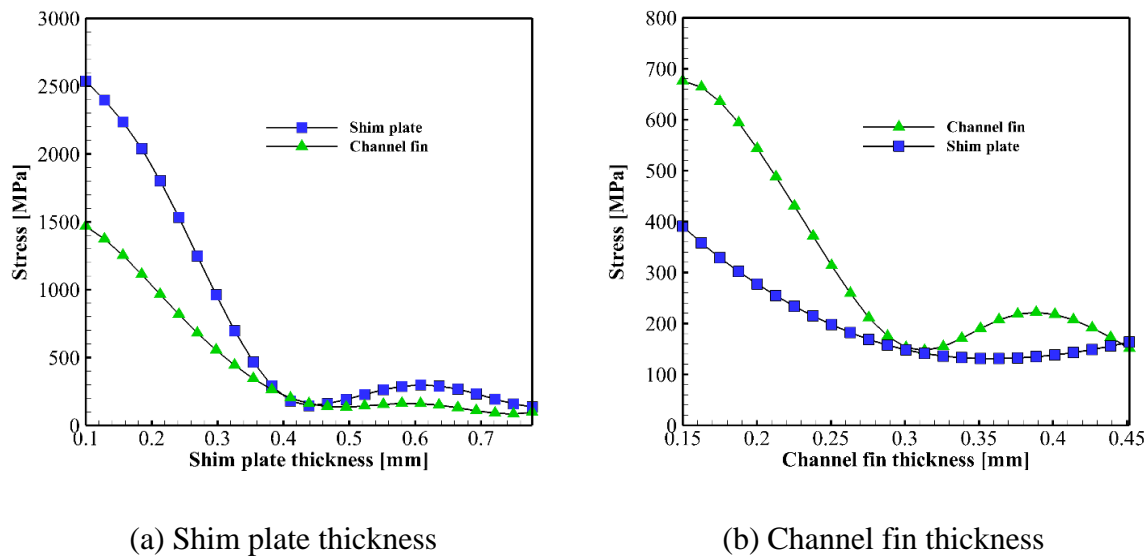 3000
2500
2000
1500
1000
500
0
Stress [MPa]
Shim plate
Channel fin
0.1 0.2 0.3 0.4 0.5 0.6 0.7
Shim plate thickness [mm]
(a) Shim plate thickness
800
700
600
500
400
300
200
100
0
Stress [MPa]
Channel fin
Shim plate
0.15 0.2 0.25 0.3 0.35 0.4 0.45
Channel fin thickness [mm]
(b) Channel fin thickness